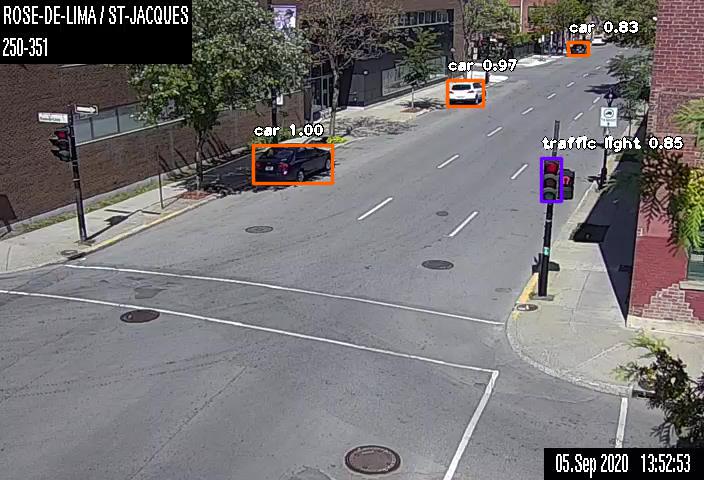 ROSE-DE-LIMA / ST-JACQUES
250-351
car 0.83
car 0.97
car 1.00
traffic light 0.85
05.Sep 2020 13:52:53